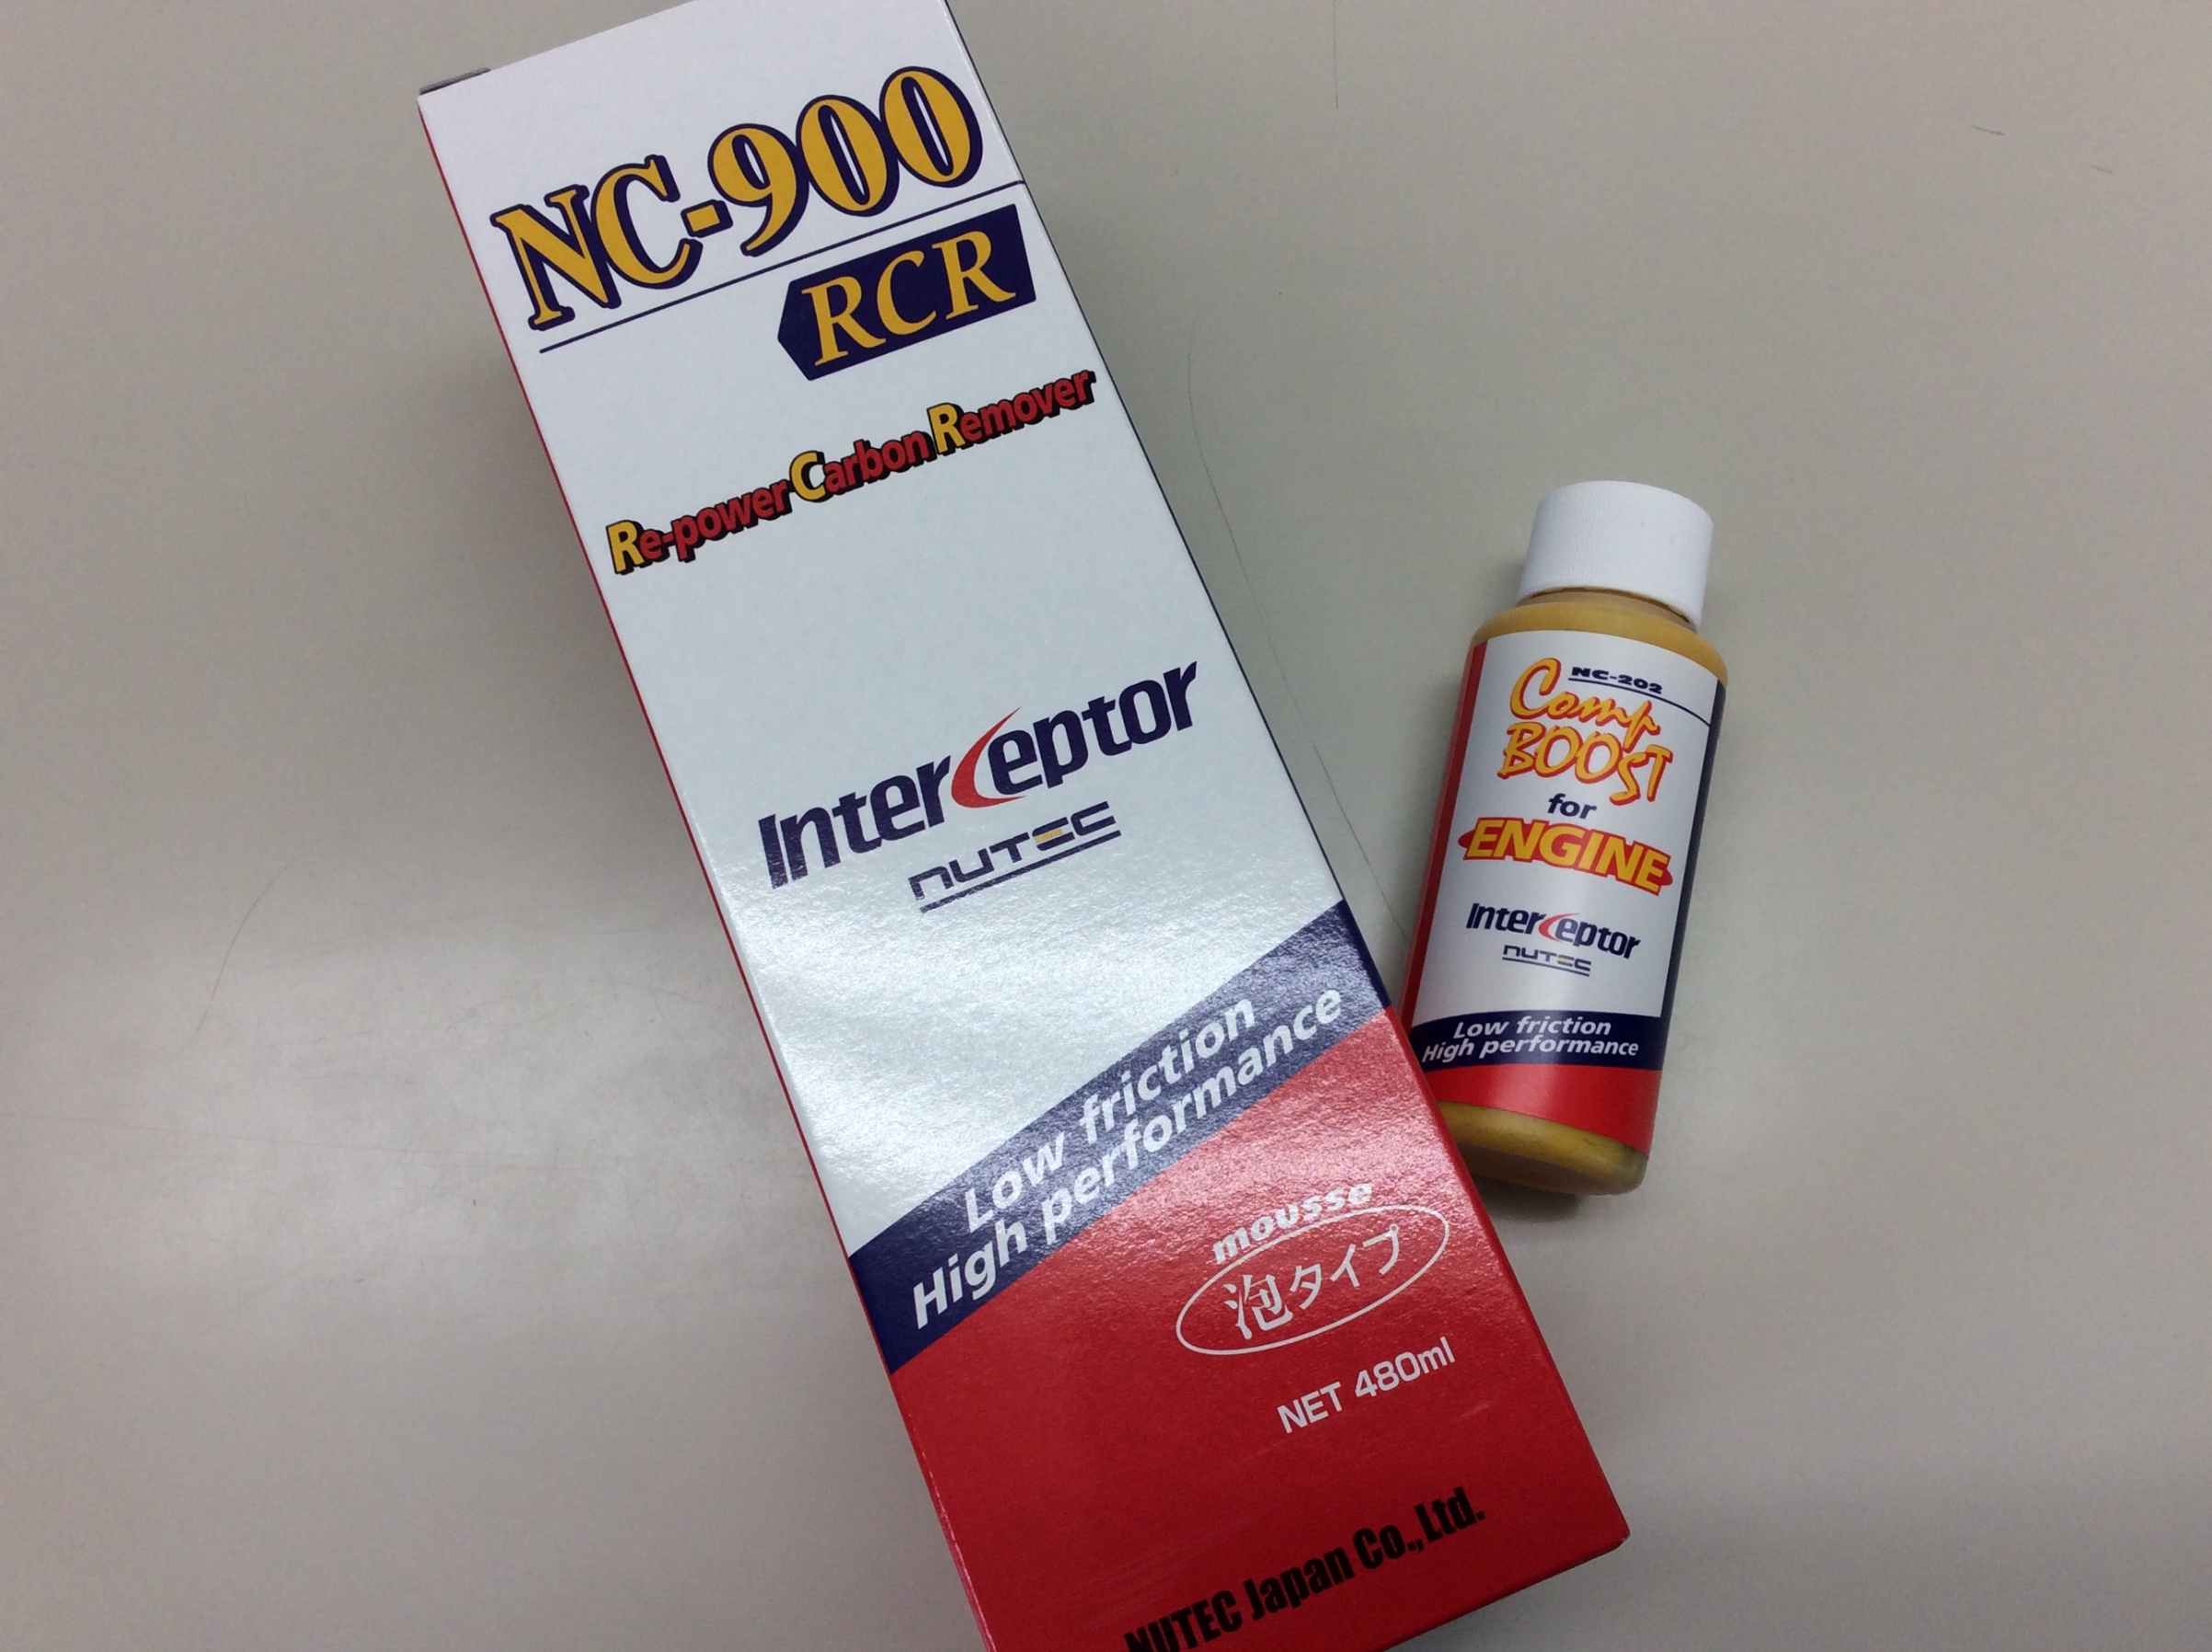 NC-900
RCR
Re-power Carbon Remover
Interceptor
NUTEC
Low friction
High performance
mousse
泡タイプ
NET 480ml
NUTEC Japan Co.,Ltd.
NC-202
Comp
BOOST
for
ENGINE
Interceptor
NUTEC
Low friction
High performance